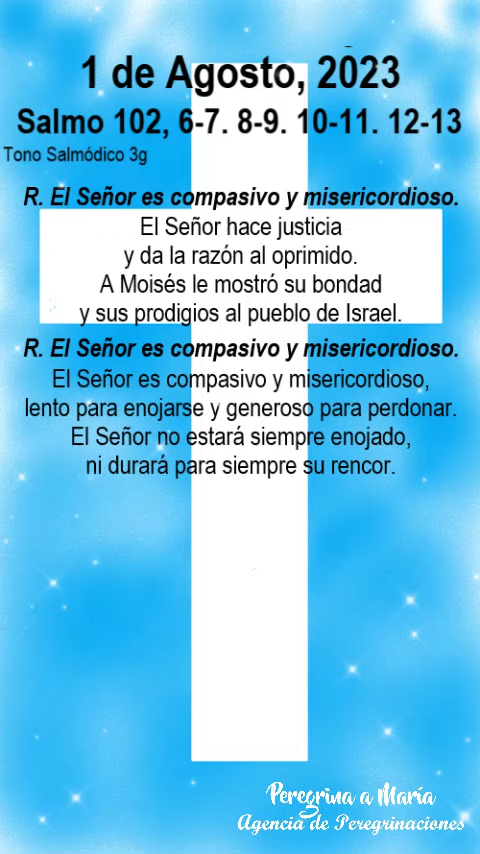 1 de Agosto, 2023
Salmo 102, 6-7. 8-9. 10-11. 12-13
Tono Salmódico 3g
R. El Señor es compasivo y misericordioso.
El Señor hace justicia
y da la razón al oprimido.
A Moisés le mostró su bondad
y sus prodigios al pueblo de Israel.
R. El Señor es compasivo y misericordioso.
El Señor es compasivo y misericordioso,
lento para enojarse y generoso para perdonar.
El Señor no estará siempre enojado,
ni durará para siempre su rencor.
Peregrina a María
Agencia de Peregrinaciones